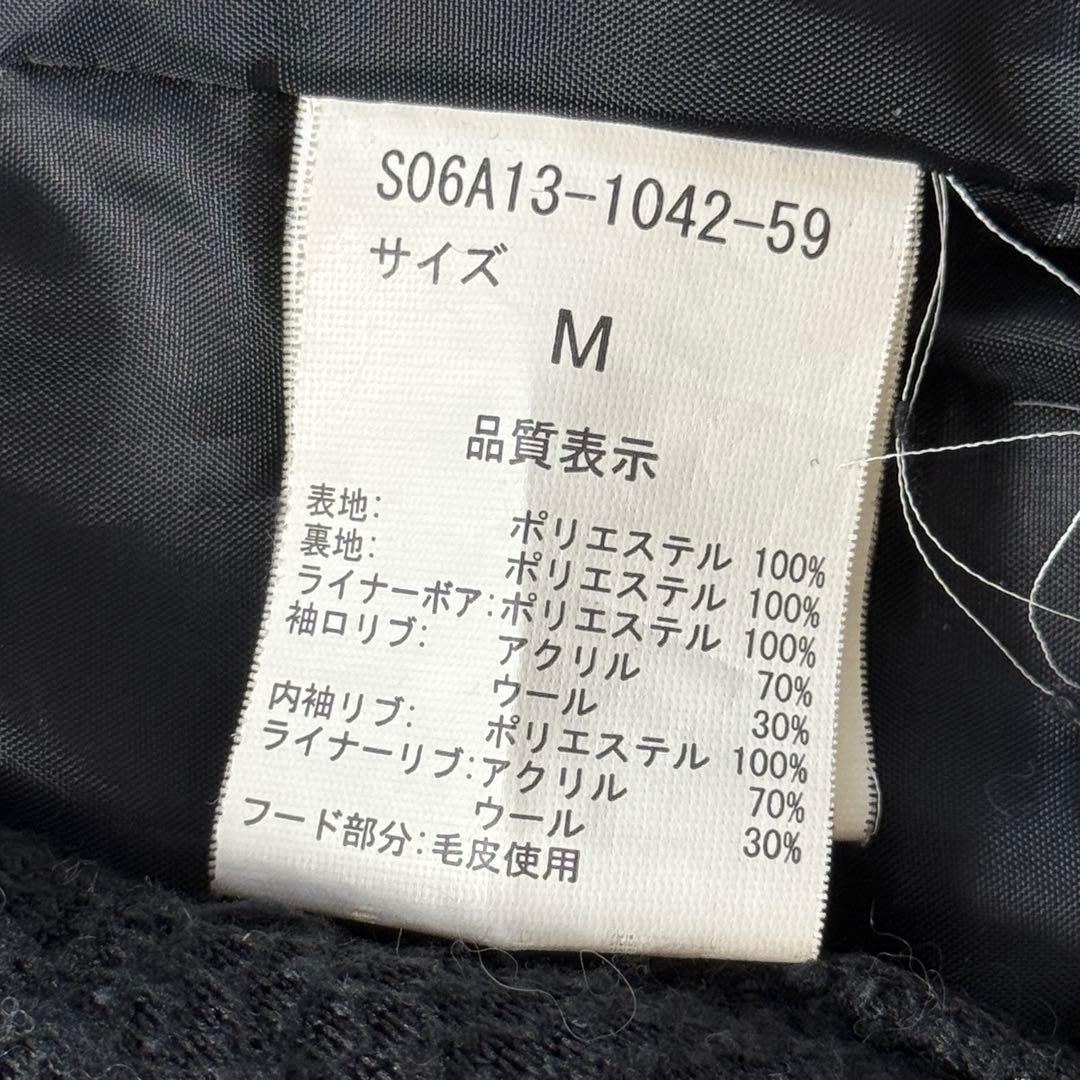 S06A13-1042-59
サイズ
M
品質表示
表地: ポリエステル 100%
裏地: ポリエステル 100%
ライナーボア:ポリエステル 100%
袖口リブ: アクリル 70%
ウール 30%
内袖リブ: ポリエステル 100%
ライナーリブ:アクリル 70%
ウール 30%
フード部分:毛皮使用